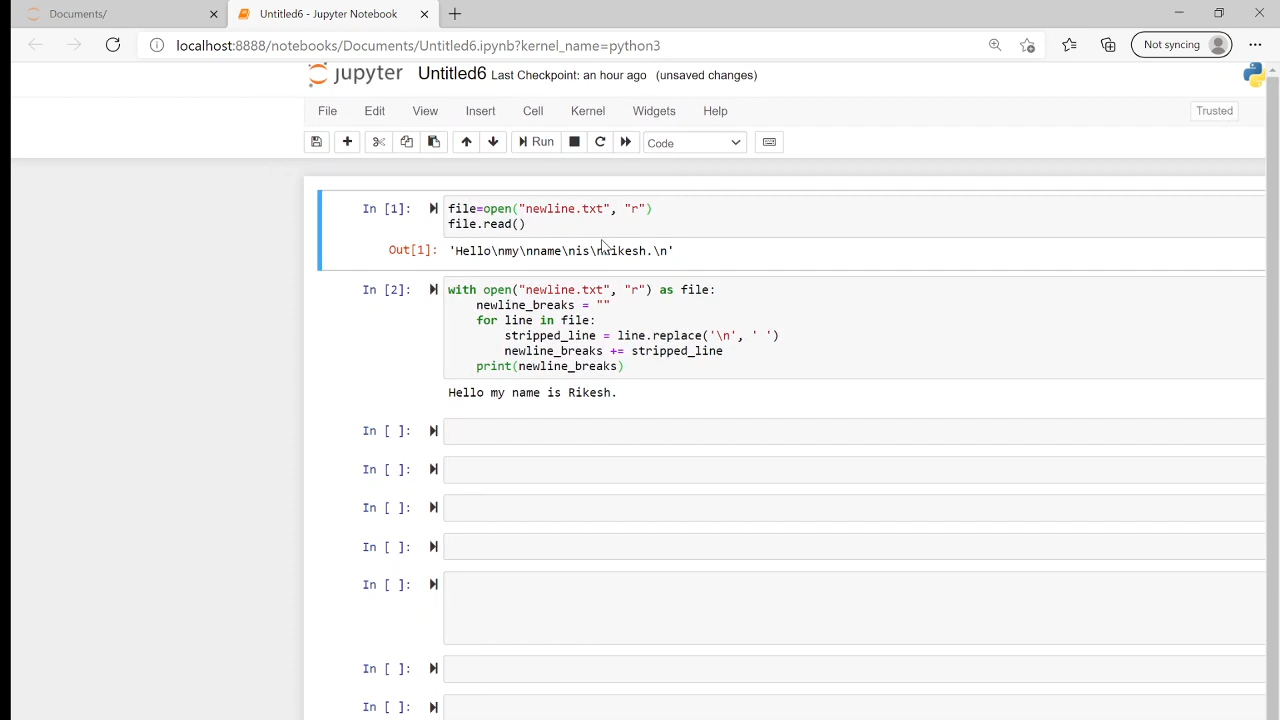 Documents/
Untitled6 - Jupyter Notebook
localhost:8888/notebooks/Documents/Untitled6.ipynb?kernel_name=python3
Not syncing
jupyter Untitled6 Last Checkpoint: an hour ago (unsaved changes)
File Edit View Insert Cell Kernel Widgets Help
Trusted
Run
Code
In [1]:
file=open("newline.txt", "r")
file.read()
Out[1]: 'Hello\nmy\nname\nis\nRikesh.\n'
In [2]:
with open("newline.txt", "r") as file:
    newline_breaks = ""
    for line in file:
        stripped_line = line.replace('\n', ' ')
        newline_breaks += stripped_line
    print(newline_breaks)
Hello my name is Rikesh.
In [ ]:
In [ ]:
In [ ]:
In [ ]:
In [ ]:
In [ ]:
In [ ]: